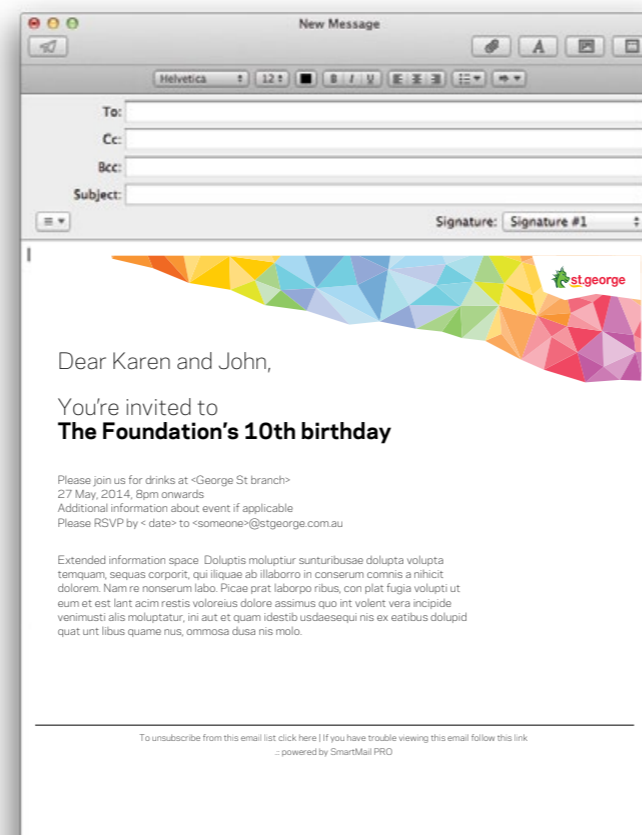 New Message
A
Helvetica 12 B I U
To:
Cc:
Bcc:
Subject:
Signature: Signature #1
st.george
Dear Karen and John,
You're invited to
The Foundation's 10th birthday
Please join us for drinks at <George St branch>
27 May, 2014, 8pm onwards
Additional information about event if applicable
Please RSVP by < date> to <someone>@stgeorge.com.au
Extended information space  Doluptis moluptiur sunturibusae dolupta volupta
temquam, sequas corporit, qui iliquae ab illaborro in conserum comnis a nihicit
dolorem. Nam re nonserum labo. Picae prat laborpo ribus, con plat fugia volupti ut
eum et est lant acim restis voloreius dolore assimus quo int volent vera incipide
venimusti alis moluptatur, ini aut et quam idestib usdaesequi nis ex eatibus dolupid
quat unt libus quame nus, ommosa dusa nis molo.
To unsubscribe from this email list click here | If you have trouble viewing this email follow this link
.: powered by SmartMail PRO